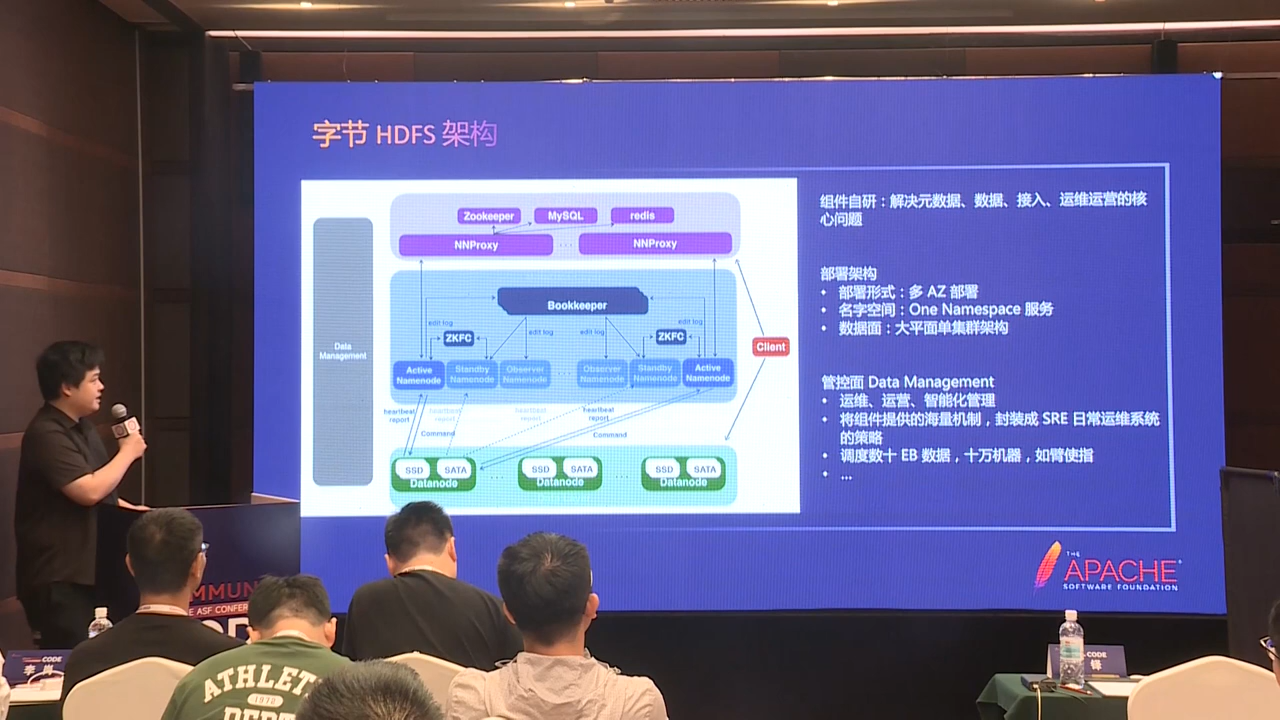 字节 HDFS 架构
Zookeeper
MySQL
redis
NNProxy
...
NNProxy
Data
Management
Bookkeeper
edit log
edit log
edit log
edit log
ZKFC
ZKFC
Active
Namenode
Standby
Namenode
Observer
Namenode
...
Observer
Namenode
Standby
Namenode
Active
Namenode
Client
heartbeat
report
heartbeat
report
heartbeat
report
heartbeat
report
Command
Command
SSD
SATA
Datanode
...
SSD
SATA
Datanode
...
SSD
SATA
Datanode
组件自研：解决元数据、数据、接入、运维运营的核
心问题
部署架构
• 部署形式：多 AZ 部署
• 名字空间：One Namespace 服务
• 数据面：大平面单集群架构
管控面 Data Management
• 运维、运营、智能化管理
• 将组件提供的海量机制，封装成 SRE 日常运维系统
的策略
• 调度数十 EB 数据，十万机器，如臂使指
• ...
THE
APACHE
SOFTWARE FOUNDATION
ATHLET
1970
DEPT
CODE
CODE
铎